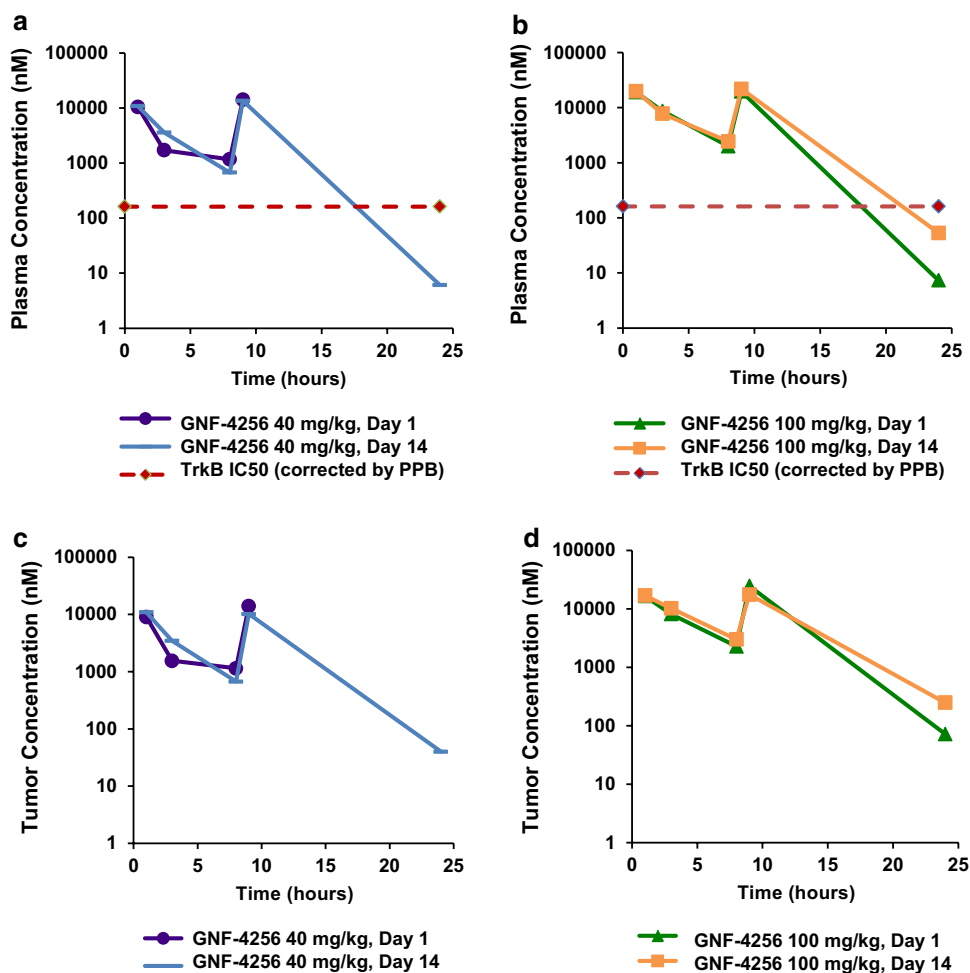 a
Plasma Concentration (nM)
100000
10000
1000
100
10
1
0 5 10 15 20 25
Time (hours)
GNF-4256 40 mg/kg, Day 1
GNF-4256 40 mg/kg, Day 14
TrkB IC50 (corrected by PPB)
b
Plasma Concentration (nM)
100000
10000
1000
100
10
1
0 5 10 15 20 25
Time (hours)
GNF-4256 100 mg/kg, Day 1
GNF-4256 100 mg/kg, Day 14
TrkB IC50 (corrected by PPB)
c
Tumor Concentration (nM)
100000
10000
1000
100
10
1
0 5 10 15 20 25
Time (hours)
GNF-4256 40 mg/kg, Day 1
GNF-4256 40 mg/kg, Day 14
d
Tumor Concentration (nM)
100000
10000
1000
100
10
1
0 5 10 15 20 25
Time (hours)
GNF-4256 100 mg/kg, Day 1
GNF-4256 100 mg/kg, Day 14